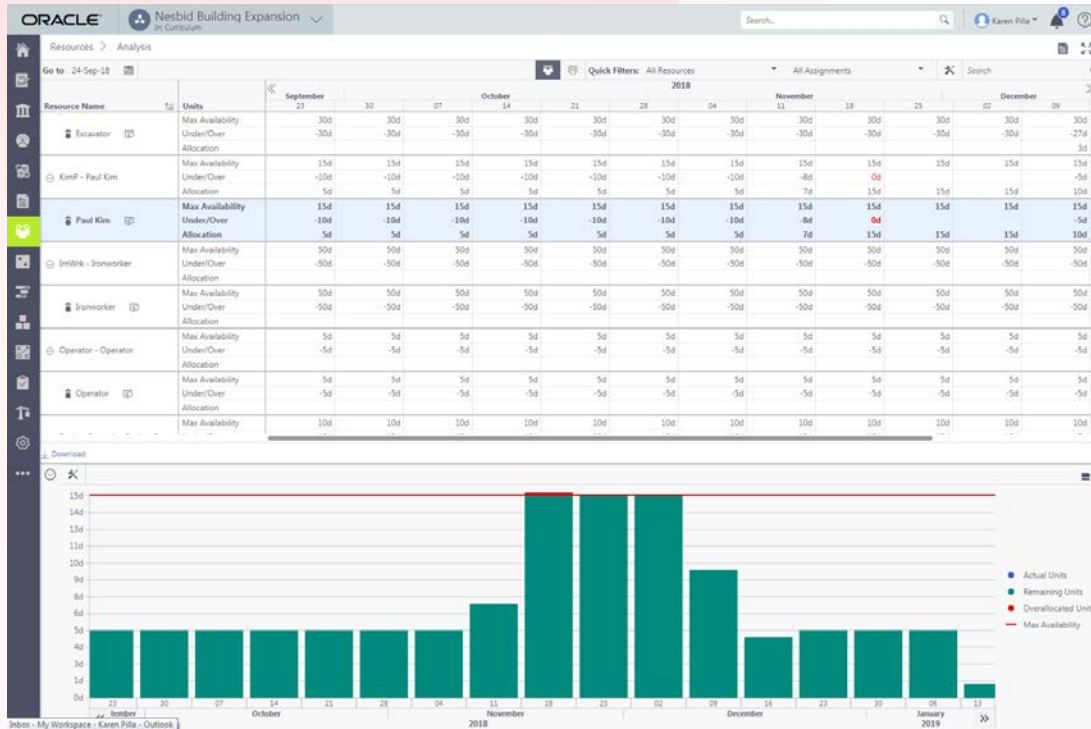 ORACLE Nesbid Building Expansion Search... Karen Pilla 8
In: Curriculum
Resources > Analysis
Go to: 24-Sep-18 Quick Filters: All Resources All Assignments Search
2018
September October November December
Resource Name Units 23 30 07 14 21 28 04 11 18 25 02 09
Max Availability 30d 30d 30d 30d 30d 30d 30d 30d 30d 30d 30d 30d
Excavator Under/Over -30d -30d -30d -30d -30d -30d -30d -30d -30d -30d -30d -27d
Allocation 3d
Max Availability 15d 15d 15d 15d 15d 15d 15d 15d 15d 15d 15d 15d
KimP - Paul Kim Under/Over -10d -10d -10d -10d -10d -10d -10d -8d 0d -5d
Allocation 5d 5d 5d 5d 5d 5d 5d 7d 15d 15d 15d 10d
Max Availability 15d 15d 15d 15d 15d 15d 15d 15d 15d 15d 15d 15d
Paul Kim Under/Over -10d -10d -10d -10d -10d -10d -10d -8d 0d -5d
Allocation 5d 5d 5d 5d 5d 5d 5d 7d 15d 15d 15d 10d
Max Availability 50d 50d 50d 50d 50d 50d 50d 50d 50d 50d 50d 50d
IrnWrk - Ironworker Under/Over -50d -50d -50d -50d -50d -50d -50d -50d -50d -50d -50d -50d
Allocation
Max Availability 50d 50d 50d 50d 50d 50d 50d 50d 50d 50d 50d 50d
Ironworker Under/Over -50d -50d -50d -50d -50d -50d -50d -50d -50d -50d -50d -50d
Allocation
Max Availability 5d 5d 5d 5d 5d 5d 5d 5d 5d 5d 5d 5d
Operator - Operator Under/Over -5d -5d -5d -5d -5d -5d -5d -5d -5d -5d -5d -5d
Allocation
Max Availability 5d 5d 5d 5d 5d 5d 5d 5d 5d 5d 5d 5d
Operator Under/Over -5d -5d -5d -5d -5d -5d -5d -5d -5d -5d -5d -5d
Allocation
Max Availability 10d 10d 10d 10d 10d 10d 10d 10d 10d 10d 10d 10d
Download
15d
14d
13d
11d
10d
9d
8d
6d
5d
4d
3d
1d
0d
Actual Units
Remaining Units
Overallocated Unit
Max Availability
23 30 07 14 21 28 04 11 18 25 02 09 16 23 30 06 13
tember October November December January
2018 2019
Inbox - My Workspace - Karen Pilla - Outlook